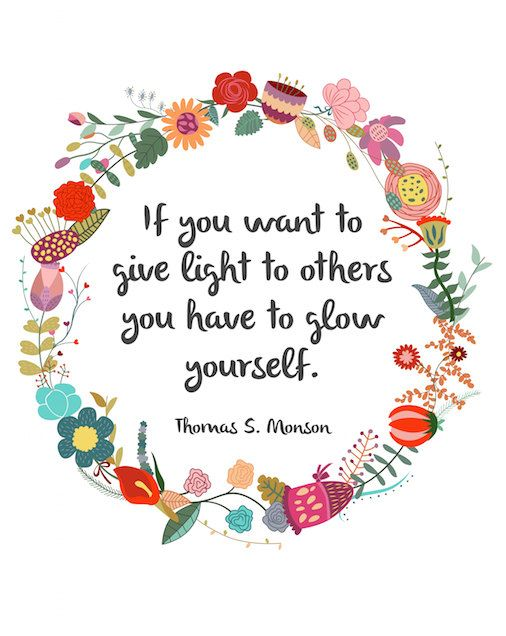 If you want to
give light to others
you have to glow
yourself.
Thomas S. Monson